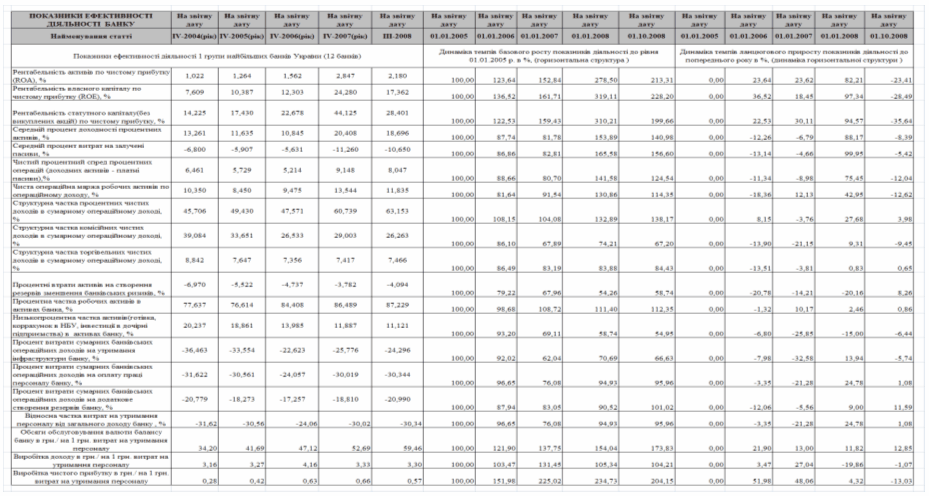 ПОКАЗНИКИ ЕФЕКТИВНОСТІ ДІЯЛЬНОСТІ БАНКУ На звітну дату На звітну дату На звітну дату На звітну дату На звітну дату На звітну дату На звітну дату На звітну дату На звітну дату На звітну дату На звітну дату На звітну дату На звітну дату На звітну дату На звітну дату
Найменування статті IV-2004(рік) IV-2005(рік) IV-2006(рік) IV-2007(рік) III-2008 01.01.2005 01.01.2006 01.01.2007 01.01.2008 01.10.2008 01.01.2005 01.01.2006 01.01.2007 01.01.2008 01.10.2008
Показники ефективності діяльності 1 групи найбільших банків України (12 банків) Динаміка темпів базового росту показників діяльності до рівня 01.01.2005 р. в %, (горизонтальна структура ) Динаміка темпів ланцюгового приросту показників діяльності до попереднього року в %, (динаміка горизонтальної структури )
Рентабельність активів по чистому прибутку (ROA), % 1,022 1,264 1,562 2,847 2,180 100,00 123,64 152,84 278,50 213,31 0,00 23,64 23,62 82,21 -23,41
Рентабельність власного капіталу по чистому прибутку (ROE), % 7,609 10,387 12,303 24,280 17,362 100,00 136,52 161,71 319,11 228,20 0,00 36,52 18,45 97,34 -28,49
Рентабельність статутного капіталу(без викуплених акцій) по чистому прибутку, % 14,225 17,430 22,678 44,125 28,401 100,00 122,53 159,43 310,21 199,66 0,00 22,53 30,11 94,57 -35,64
Середній процент доходності процентних активів, % 13,261 11,635 10,845 20,408 18,696 100,00 87,74 81,78 153,89 140,98 0,00 -12,26 -6,79 88,17 -8,39
Середній процент витрат на залучені пасиви, % -6,800 -5,907 -5,631 -11,260 -10,650 100,00 86,86 82,81 165,58 156,60 0,00 -13,14 -4,66 99,95 -5,42
Чистий процентний спред процентних операцій (доходних активів - платні пасиви),% 6,461 5,729 5,214 9,148 8,047 100,00 88,66 80,70 141,58 124,54 0,00 -11,34 -8,98 75,45 -12,04
Чиста операційна маржа робочих активів по операційному доходу, % 10,350 8,450 9,475 13,544 11,835 100,00 81,64 91,54 130,86 114,35 0,00 -18,36 12,13 42,95 -12,62
Структурна частка процентних чистих доходів в сумарному операційному доході, % 45,706 49,430 47,571 60,739 63,153 100,00 108,15 104,08 132,89 138,17 0,00 8,15 -3,76 27,68 3,98
Структурна частка комісійних чистих доходів в сумарному операційному доході, % 39,084 33,651 26,533 29,003 26,263 100,00 86,10 67,89 74,21 67,20 0,00 -13,90 -21,15 9,31 -9,45
Структурна частка торгівельних чистих доходів в сумарному операційному доході, % 8,842 7,647 7,356 7,417 7,466 100,00 86,49 83,19 83,88 84,43 0,00 -13,51 -3,81 0,83 0,65
Процентні втрати активів на створення резервів зменшення банківських ризиків, % -6,970 -5,522 -4,737 -3,782 -4,094 100,00 79,22 67,96 54,26 58,74 0,00 -20,78 -14,21 -20,16 8,26
Процентна частка робочих активів в активах банка, % 77,637 76,614 84,408 86,489 87,229 100,00 98,68 108,72 111,40 112,35 0,00 -1,32 10,17 2,46 0,86
Низькопроцентна частка активів(готівка, коррахунок в НБУ, інвестиції в дочірні підприємства) в активах банку, % 20,237 18,861 13,985 11,887 11,121 100,00 93,20 69,11 58,74 54,95 0,00 -6,80 -25,85 -15,00 -6,44
Процент витрати сумарних банківських операційних доходів на утримання інфраструктури банку, % -36,463 -33,554 -22,623 -25,776 -24,296 100,00 92,02 62,04 70,69 66,63 0,00 -7,98 -32,58 13,94 -5,74
Процент витрати сумарних банківських операційних доходів на оплату праці персоналу банку, % -31,622 -30,561 -24,057 -30,019 -30,344 100,00 96,65 76,08 94,93 95,96 0,00 -3,35 -21,28 24,78 1,08
Процент витрати сумарних банківських операційних доходів на додаткове створення резервів банку, % -20,779 -18,273 -17,257 -18,810 -20,990 100,00 87,94 83,05 90,52 101,02 0,00 -12,06 -5,56 9,00 11,59
Відносна частка витрат на утримання персоналу від загального доходу банку , % -31,62 -30,56 -24,06 -30,02 -30,34 100,00 96,65 76,08 94,93 95,96 0,00 -3,35 -21,28 24,78 1,08
Обсяги обслуговування валюти балансу банку в грн./ на 1 грн. витрат на утримання персоналу 34,20 41,69 47,12 52,69 59,46 100,00 121,90 137,75 154,04 173,83 0,00 21,90 13,00 11,82 12,85
Виробітка доходу в грн./ на 1 грн. витрат на утримання персоналу 3,16 3,27 4,16 3,33 3,30 100,00 103,47 131,45 105,34 104,21 0,00 3,47 27,04 -19,86 -1,07
Виробітка чистого прибутку в грн./ на 1 грн. витрат на утримання персоналу 0,28 0,42 0,63 0,66 0,57 100,00 151,98 225,02 234,73 204,15 0,00 51,98 48,06 4,32 -13,03